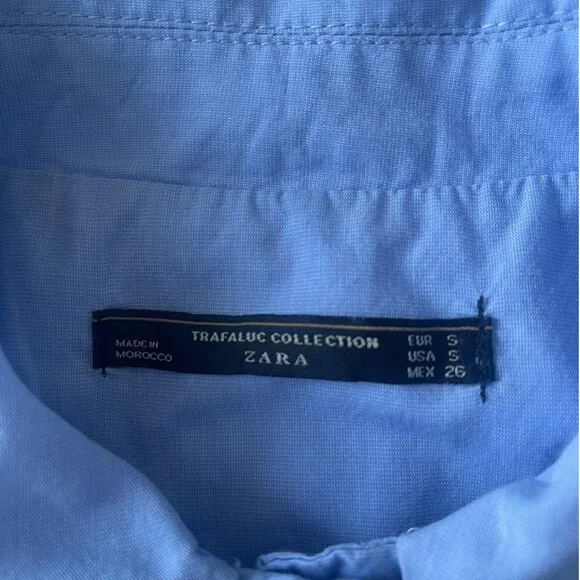 MADE IN
MOROCCO
TRAFALUC COLLECTION
ZARA
EUR S
USA S
MEX 26